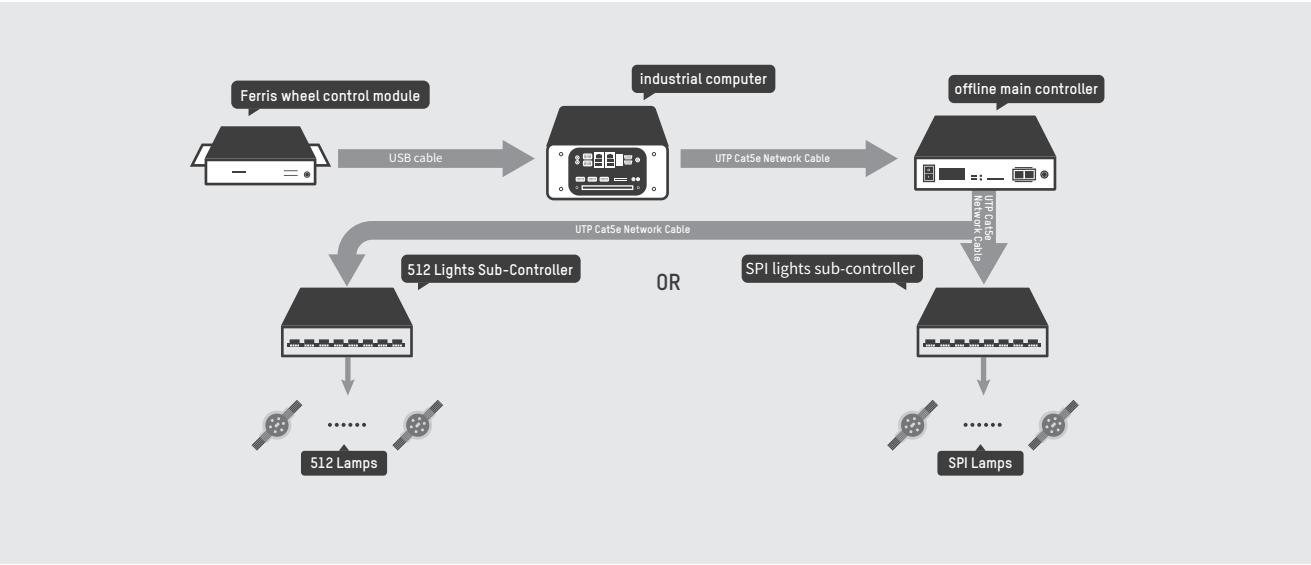 industrial computer
offline main controller
Ferris wheel control module
USB cable
UTP Cat5e Network Cable
UTP Cat5e
Network Cable
UTP Cat5e Network Cable
512 Lights Sub-Controller
OR
SPI lights sub-controller
512 Lamps
SPI Lamps